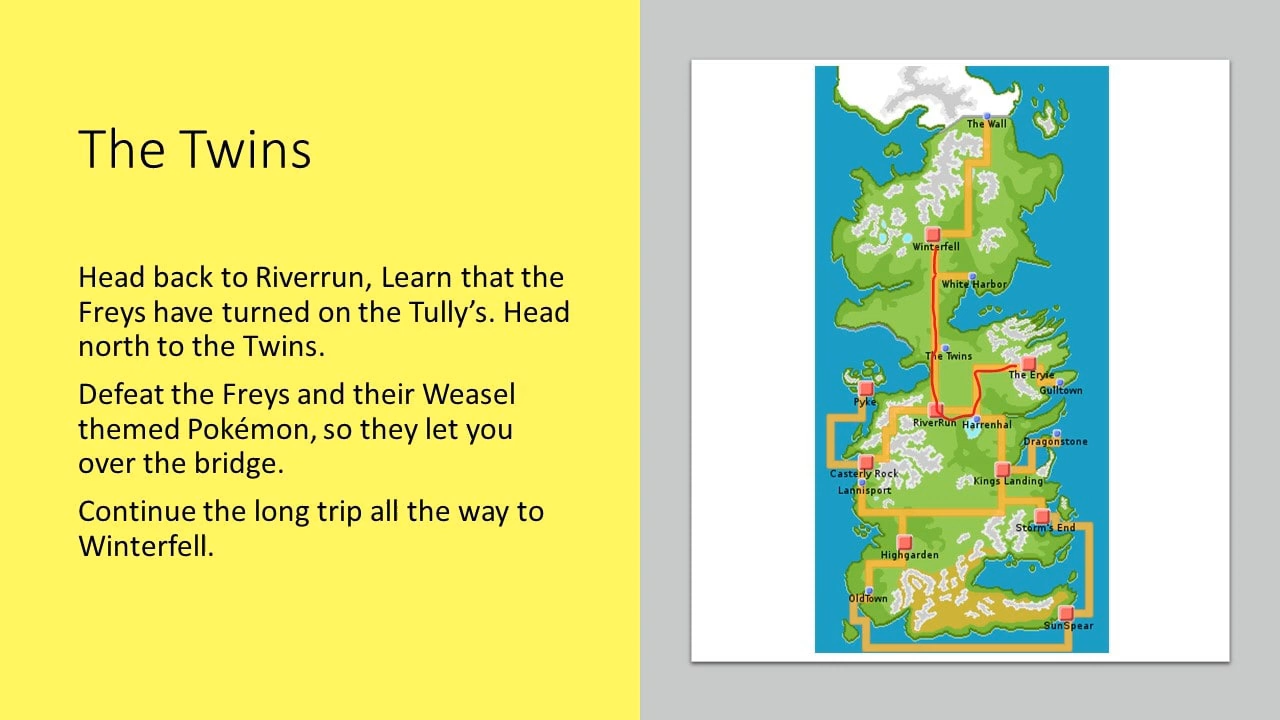 The Twins
Head back to Riverrun, Learn that the
Freys have turned on the Tully’s. Head
north to the Twins.
Defeat the Freys and their Weasel
themed Pokémon, so they let you
over the bridge.
Continue the long trip all the way to
Winterfell.
The Wall
Winterfell
White Harbor
The Twins
The Eryie
Gulltown
Pyke
RiverRun
Harrenhal
Dragonstone
Casterly Rock
Kings Landing
Lannisport
Storm's End
Highgarden
OldTown
SunSpear